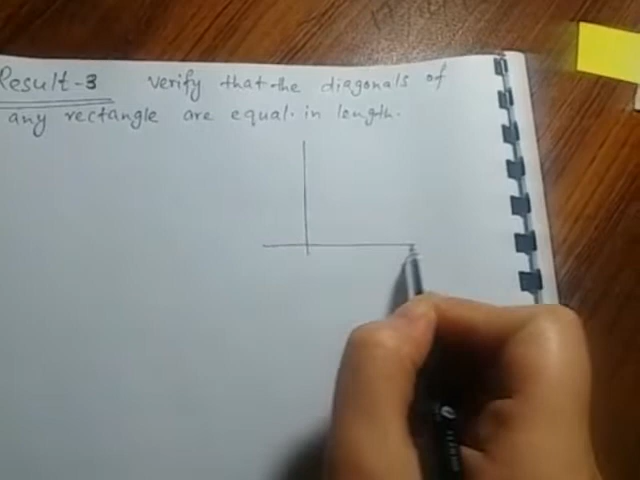 Result-3 Verify that the diagonals of
any rectangle are equal. in length.